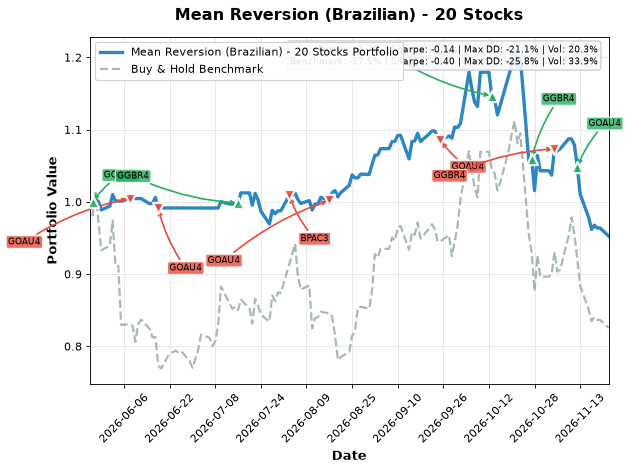 Mean Reversion (Brazilian) - 20 Stocks
Mean Reversion (Brazilian) - 20 Stocks Portfolio
Buy & Hold Benchmark
-0.14 | Max DD: -21.1% | Vol: 20.3%
Sharpe: -0.40 | Max DD: -25.8% | Vol: 33.9%
GGBR4
GOAU4
GGBR4
GOAU4
GGBR4
GOAU4
BPAC3
GOAU4
GOAU4
GOAU4
Portfolio Value
1.2
1.1
1.0
0.9
0.8
2026-06-06
2026-06-22
2026-07-08
2026-07-24
2026-08-09
2026-08-25
2026-09-10
2026-09-26
2026-10-12
2026-10-28
2026-11-13
Date